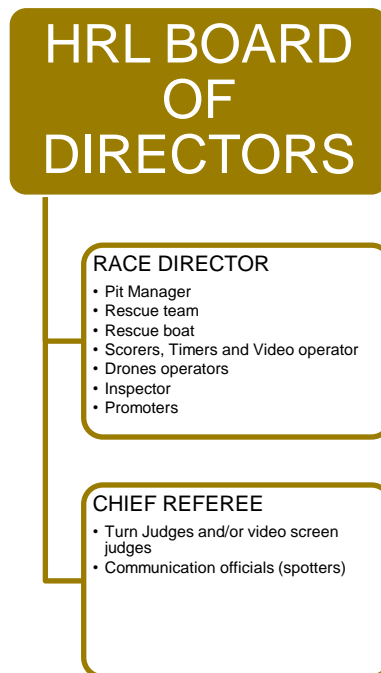 HRL BOARD
OF
DIRECTORS
RACE DIRECTOR
• Pit Manager
• Rescue team
• Rescue boat
• Scorers, Timers and Video operator
• Drones operators
• Inspector
• Promoters
CHIEF REFEREE
• Turn Judges and/or video screen
judges
• Communication officials (spotters)